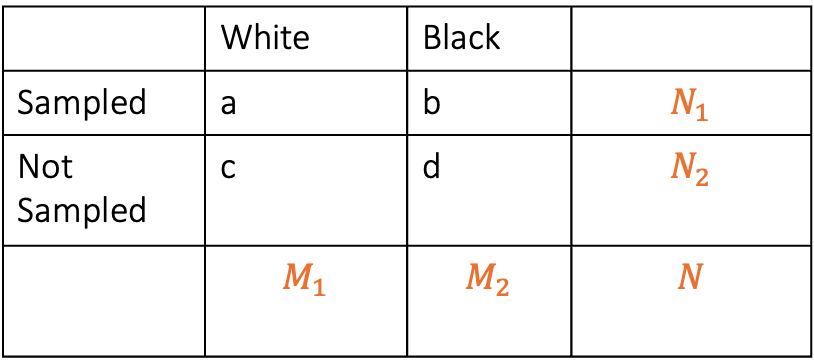 White Black
Sampled a b N₁
Not c d N₂
Sampled
M₁ M₂ N